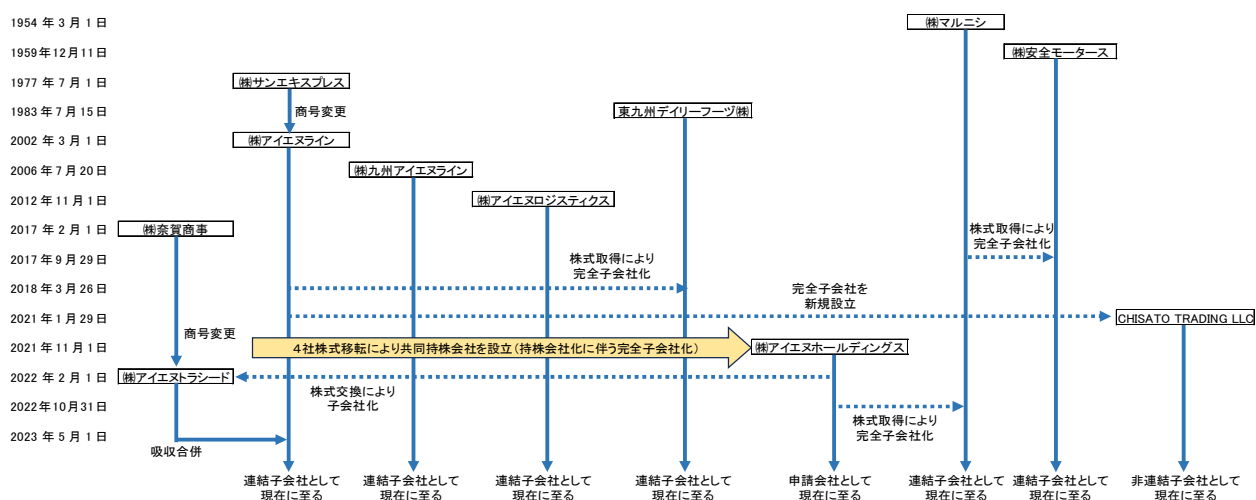 1954 年 3 月 1 日
㈱マルニシ
1959年12月11日
㈱安全モータース
1977 年 7 月 1 日
㈱サンエキスプレス
1983 年 7 月 15 日
商号変更
東九州デイリーフーヅ㈱
2002 年 3 月 1 日
㈱アイエヌライン
2006 年 7 月 20 日
㈱九州アイエヌライン
2012 年 11 月 1 日
㈱アイエヌロジスティクス
2017 年 2 月 1 日
㈱奈賀商事
株式取得により
完全子会社化
2017 年 9 月 29 日
株式取得により
完全子会社化
2018 年 3 月 26 日
完全子会社を
新規設立
2021 年 1 月 29 日
CHISATO TRADING LLC
商号変更
2021 年 11 月 1 日
４社株式移転により共同持株会社を設立（持株会社化に伴う完全子会社化）
㈱アイエヌホールディングス
2022 年 2 月 1 日
㈱アイエヌトラシード
株式交換により
子会社化
2022年10月31日
株式取得により
完全子会社化
2023 年 5 月 1 日
吸収合併
連結子会社として
現在に至る
連結子会社として
現在に至る
連結子会社として
現在に至る
連結子会社として
現在に至る
申請会社として
現在に至る
連結子会社として
現在に至る
連結子会社として
現在に至る
非連結子会社として
現在に至る